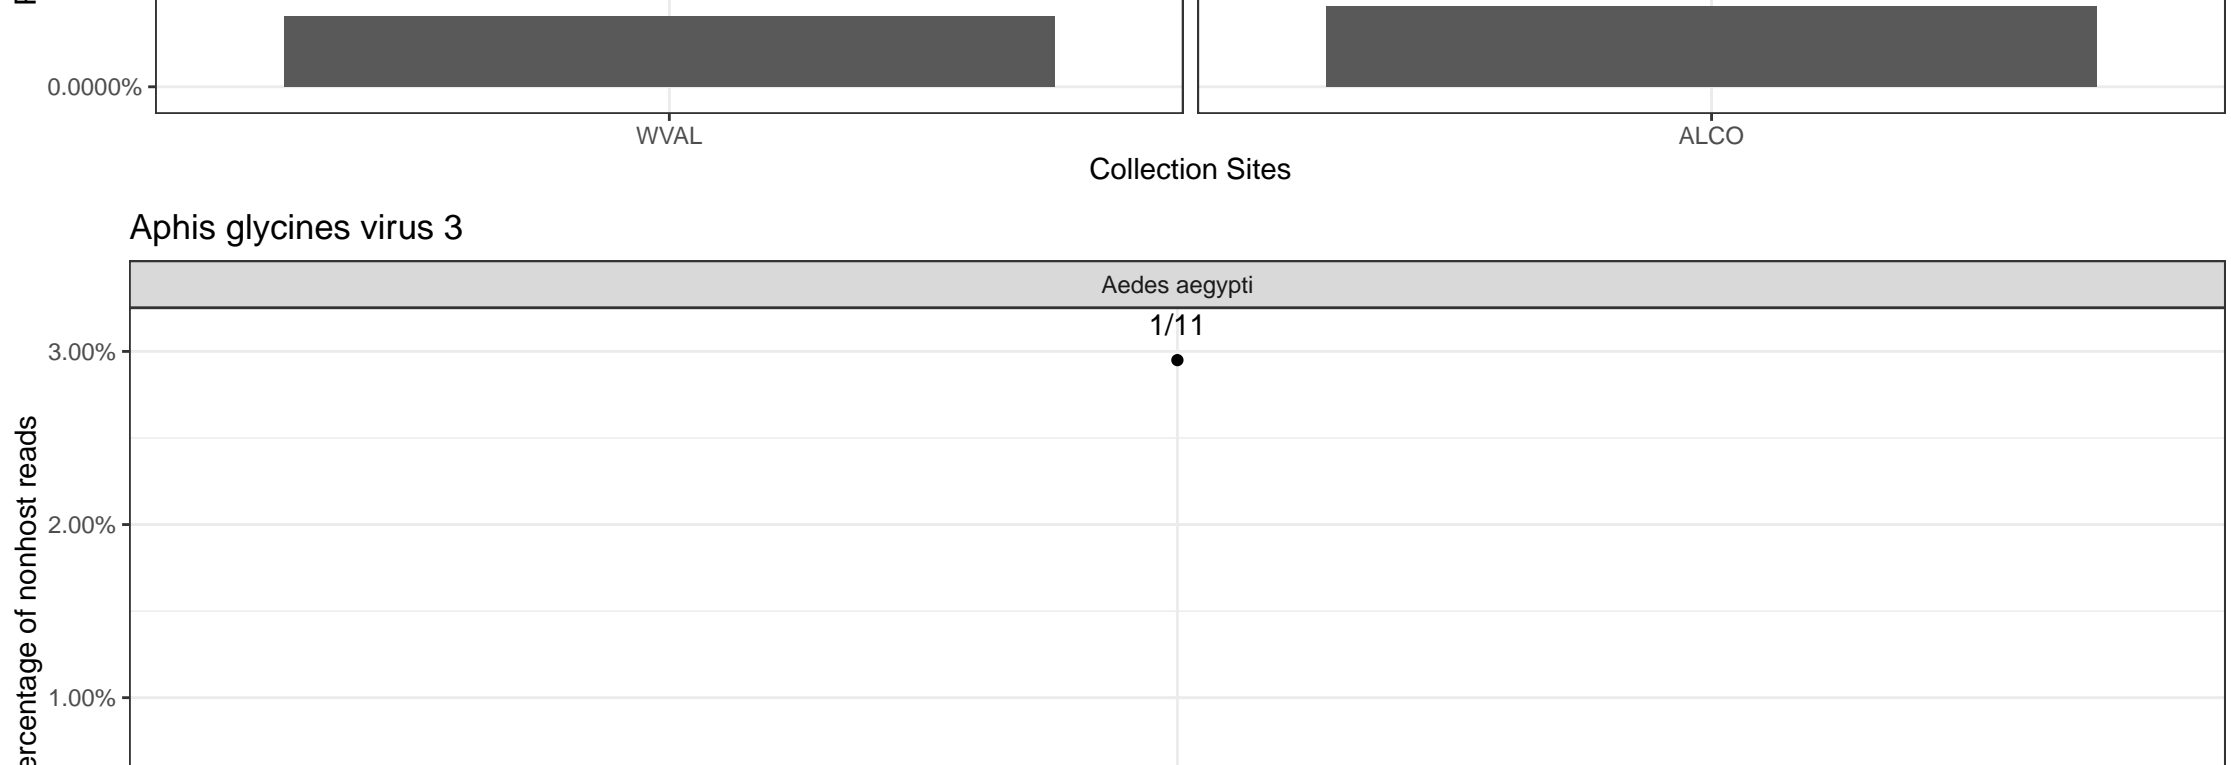 0.0000%
WVAL
ALCO
Collection Sites
Aphis glycines virus 3
Aedes aegypti
1/11
3.00%
2.00%
1.00%
of nonhost reads